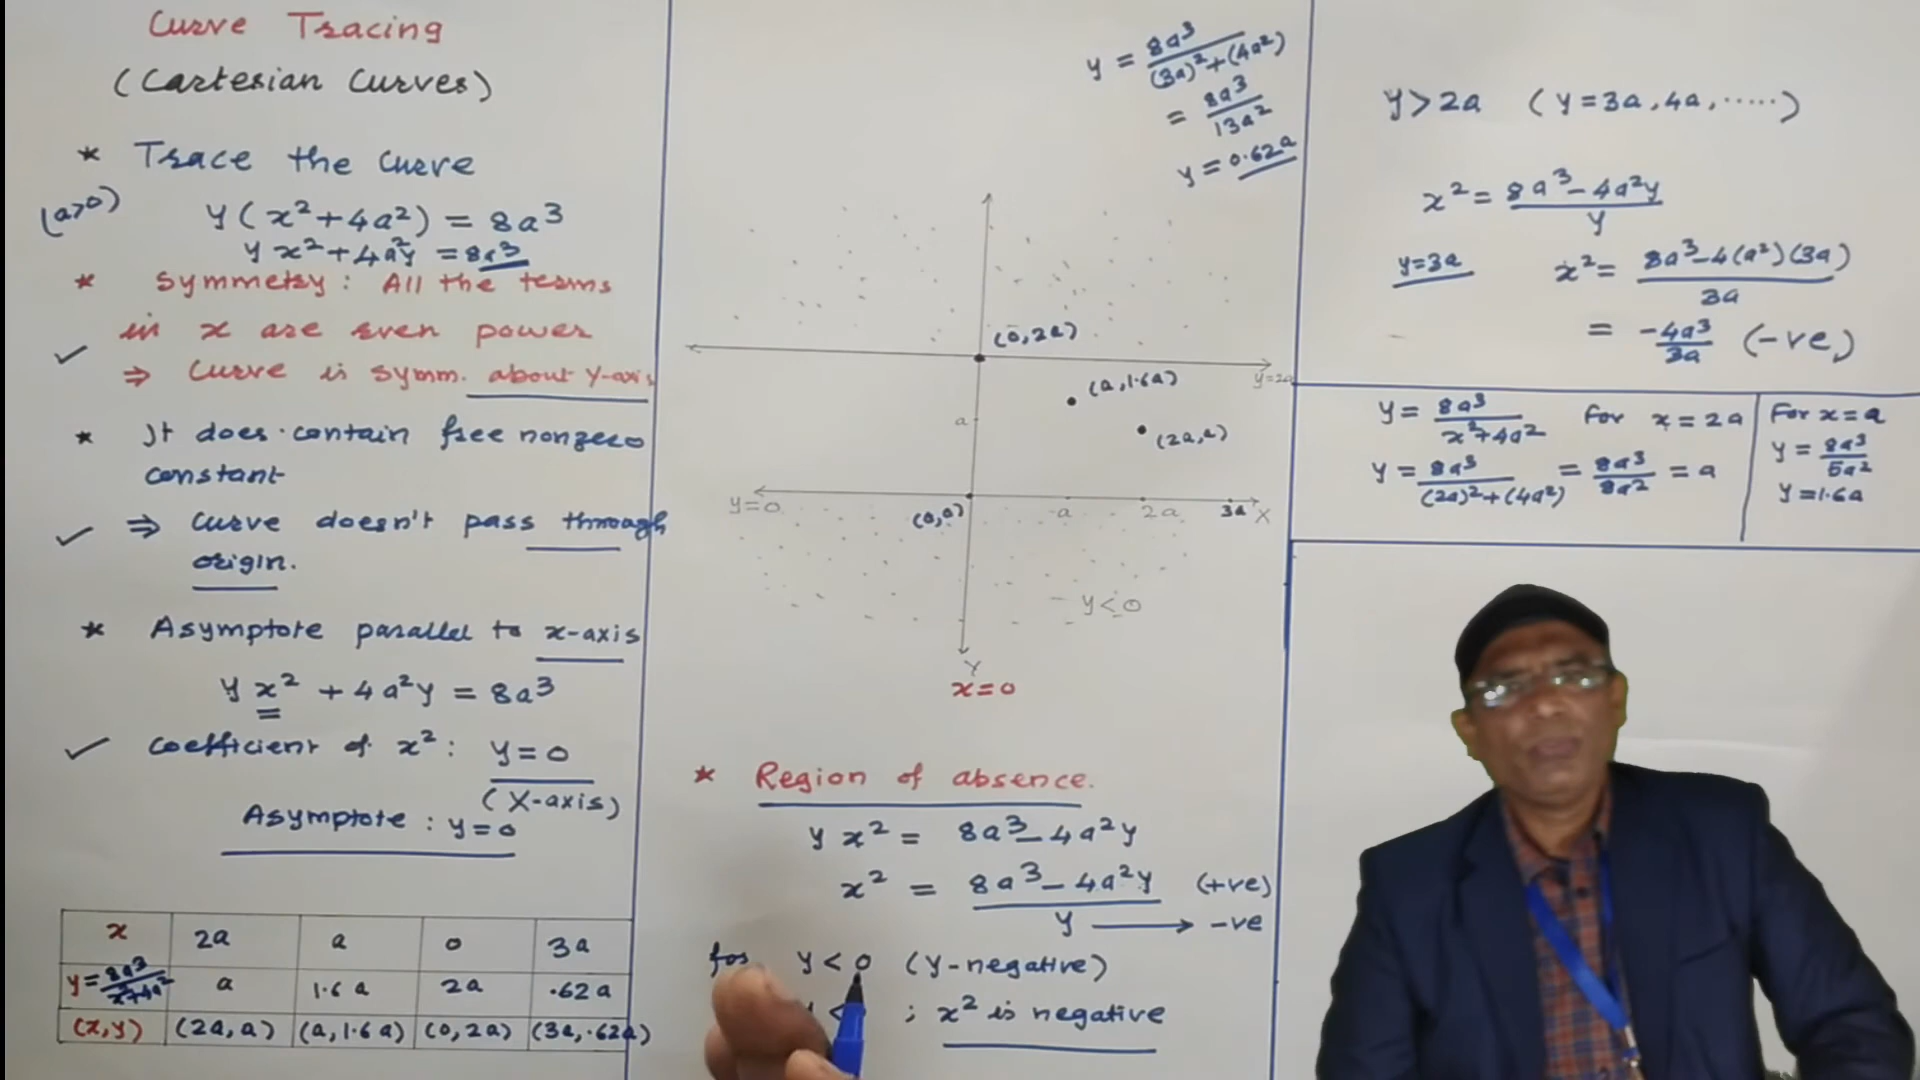 Curve Tracing
(Cartesian Curves)
* Trace the curve
(a>0)
y(x²+4a²) = 8a³
y x²+4a²y = 8a³
* Symmetry: All the terms
in x are even power
✓ ⇒ Curve is symm. about Y-axis
* It does contain free nonzero
constant
✓ ⇒ curve doesn't pass through
origin.
* Asymptote parallel to x-axis
y x² + 4a²y = 8a³
✓ coefficient of x²: y=0
(X-axis)
Asymptote: y=0
x 2a a 0 3a
y=8a³/x²+4a² a 1.6a 2a .62a
(x,y) (2a,a) (a,1.6a) (0,2a) (3a,.62a)
y = 8a³/(3a)²+(4a²)
= 8a³/13a²
y = 0.62a
(0,2a)
y=2a
(a,1.6a)
a
(2a,a)
y=0
(0,0)
a 2a 3a X
y<0
Y
x=0
* Region of absence.
y x² = 8a³-4a²y
x² = 8a³-4a²y/y (+ve)
→ -ve
for y<0 (y-negative)
y < ; x² is negative
y>2a (y=3a,4a,.....)
x² = 8a³-4a²y/y
y=3a x² = 8a³-4(a²)(3a)/3a
= -4a³/3a (-ve)
y = 8a³/x²+4a² for x=2a
y = 8a³/(2a)²+(4a²) = 8a³/8a² = a
For x=a
y = 8a³/5a²
y=1.6a